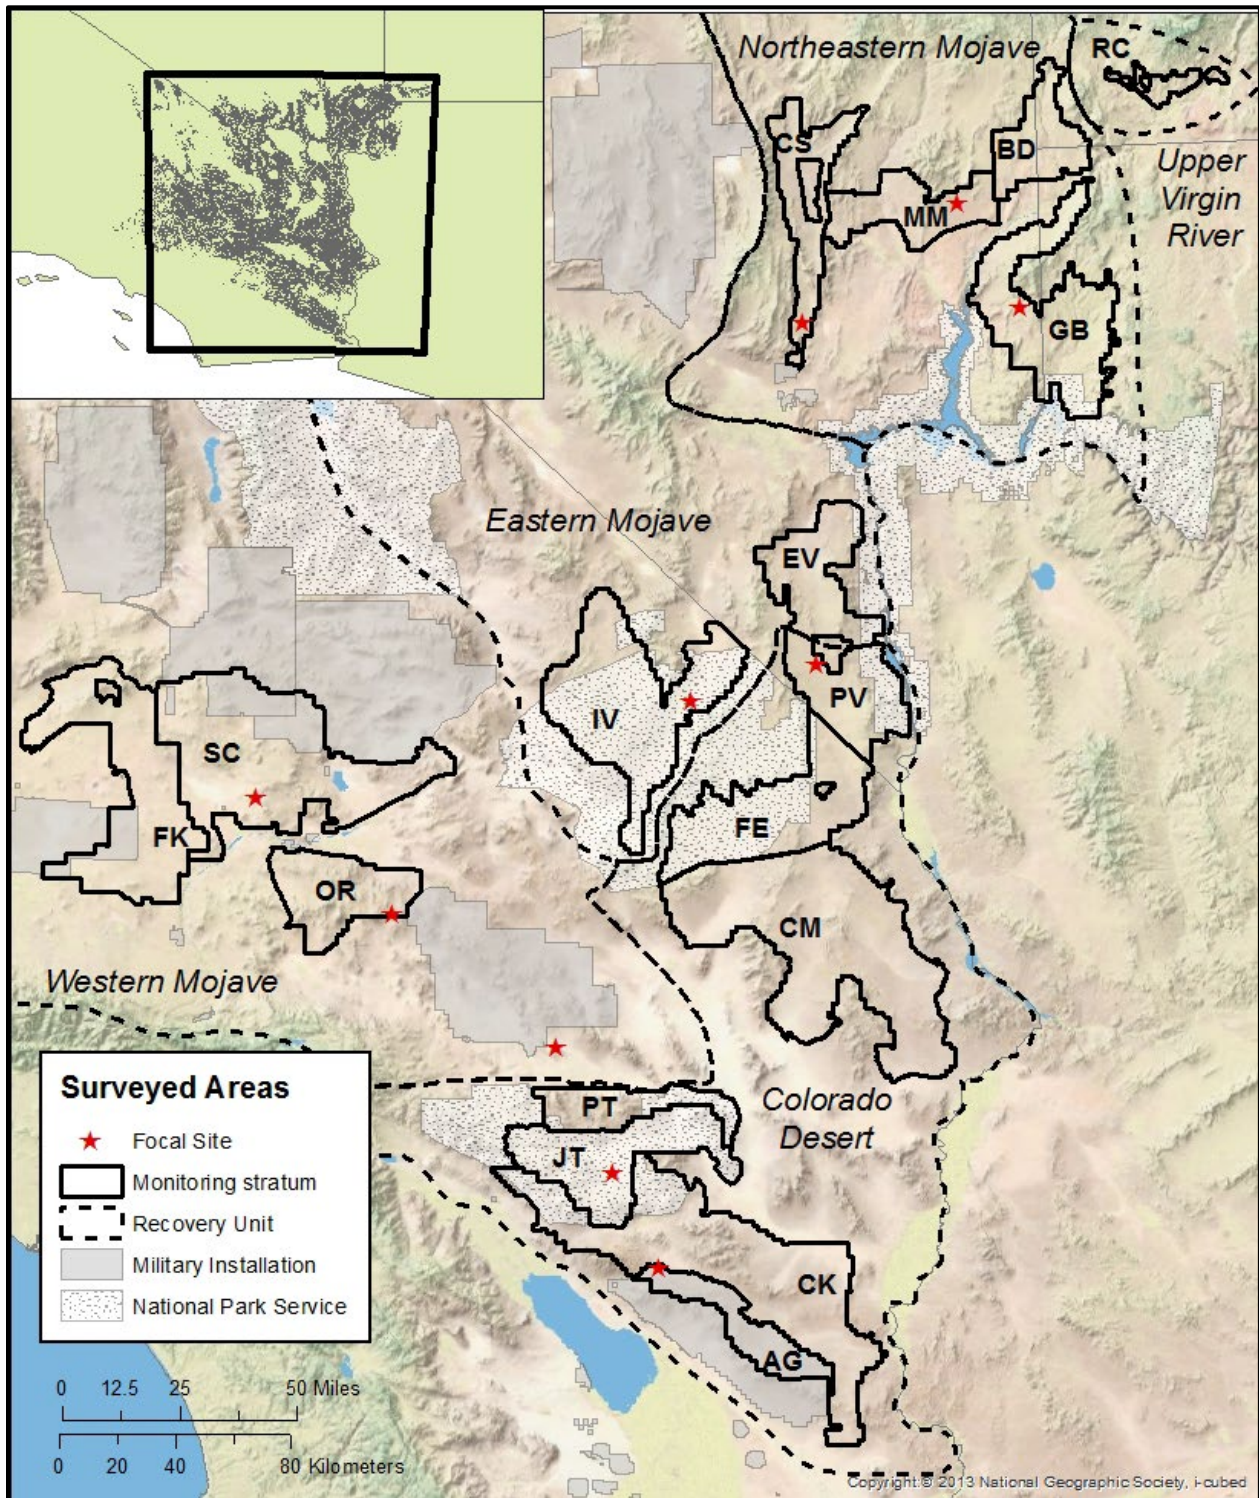 Northeastern Mojave
RC
CS
BD
Upper
Virgin
River
MM
GB
Eastern Mojave
EV
IV
PV
SC
FE
FK
OR
CM
Western Mojave
PT
Colorado
Desert
JT
CK
AG
Surveyed Areas
Focal Site
Monitoring stratum
Recovery Unit
Military Installation
National Park Service
0 12.5 25 50 Miles
0 20 40 80 Kilometers
Copyright:© 2013 National Geographic Society, i-cubed